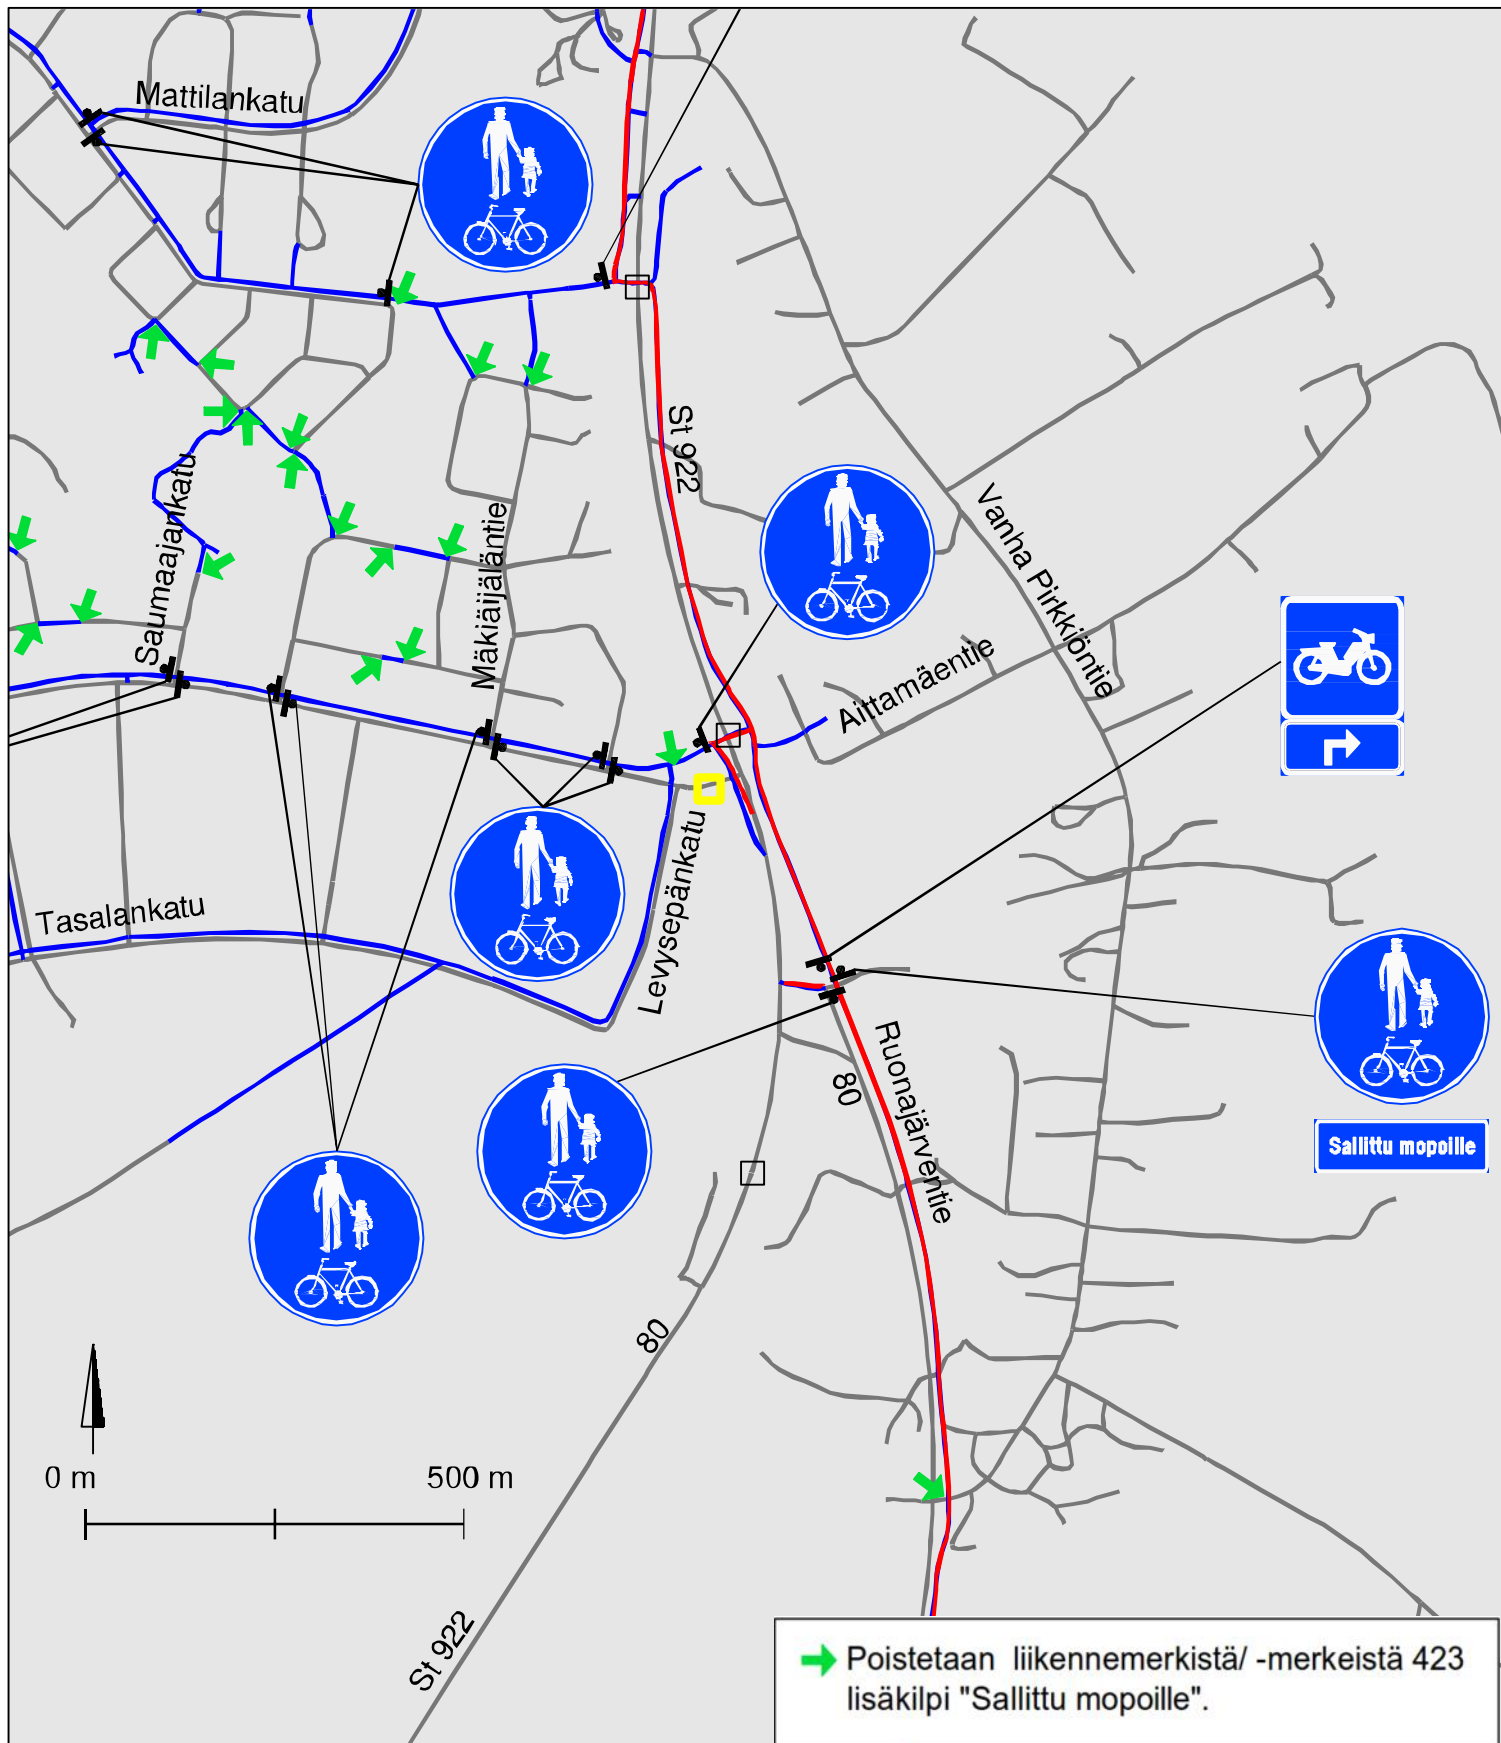 Mattilankatu
St 922
Vanha Pirkkiöntie
Saumaajankatu
Mäkiäijäläntie
Aittamäentie
Levysepänkatu
Tasalankatu
Ruonajärventie
80
Sallittu mopoille
80
0 m 500 m
St 922
Poistetaan liikennemerkistä/ -merkeistä 423
lisäkilpi "Sallittu mopoille".